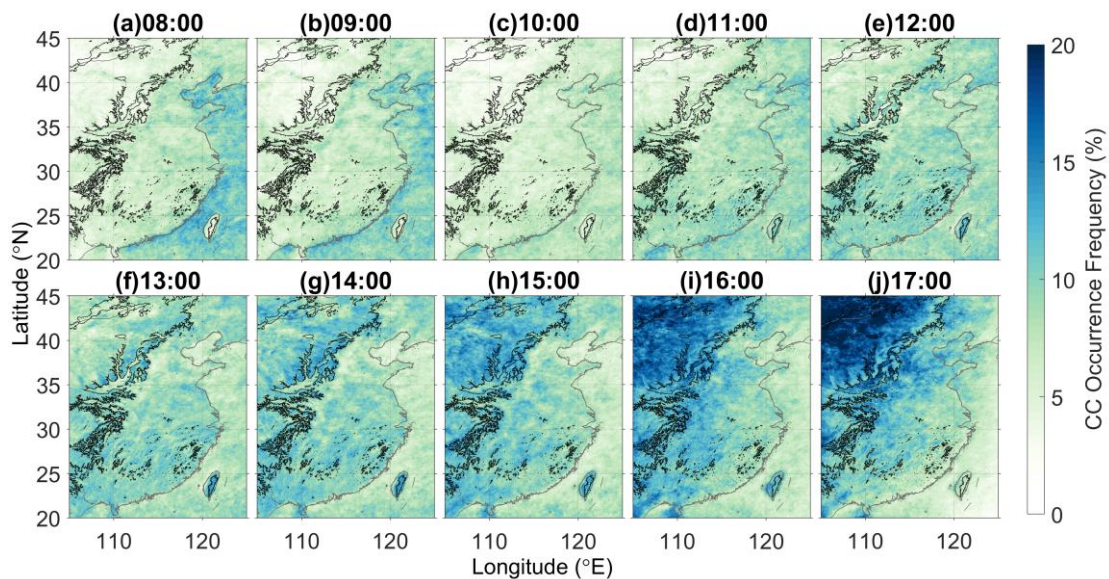 (a)08:00
(b)09:00
(c)10:00
(d)11:00
(e)12:00
45
40
35
30
25
20
(f)13:00
(g)14:00
(h)15:00
(i)16:00
(j)17:00
45
40
35
30
25
20
110 120
110 120
110 120
110 120
110 120
Latitude (°N)
Longitude (°E)
20
15
10
5
0
CC Occurrence Frequency (%)